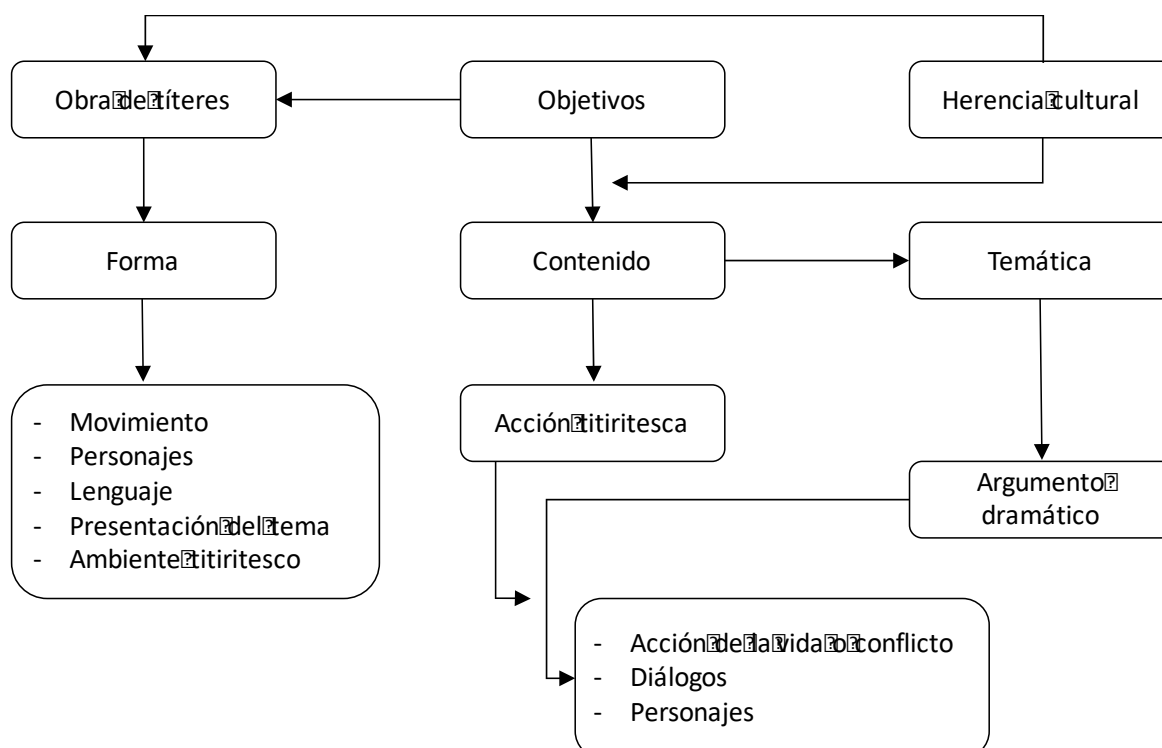 Obra de títeres
Objetivos
Herencia cultural
Forma
Contenido
Temática
- Movimiento
- Personajes
- Lenguaje
- Presentación del tema
- Ambiente titiritesco
Acción titiritesca
Argumento
dramático
- Acción de la vida o conflicto
- Diálogos
- Personajes